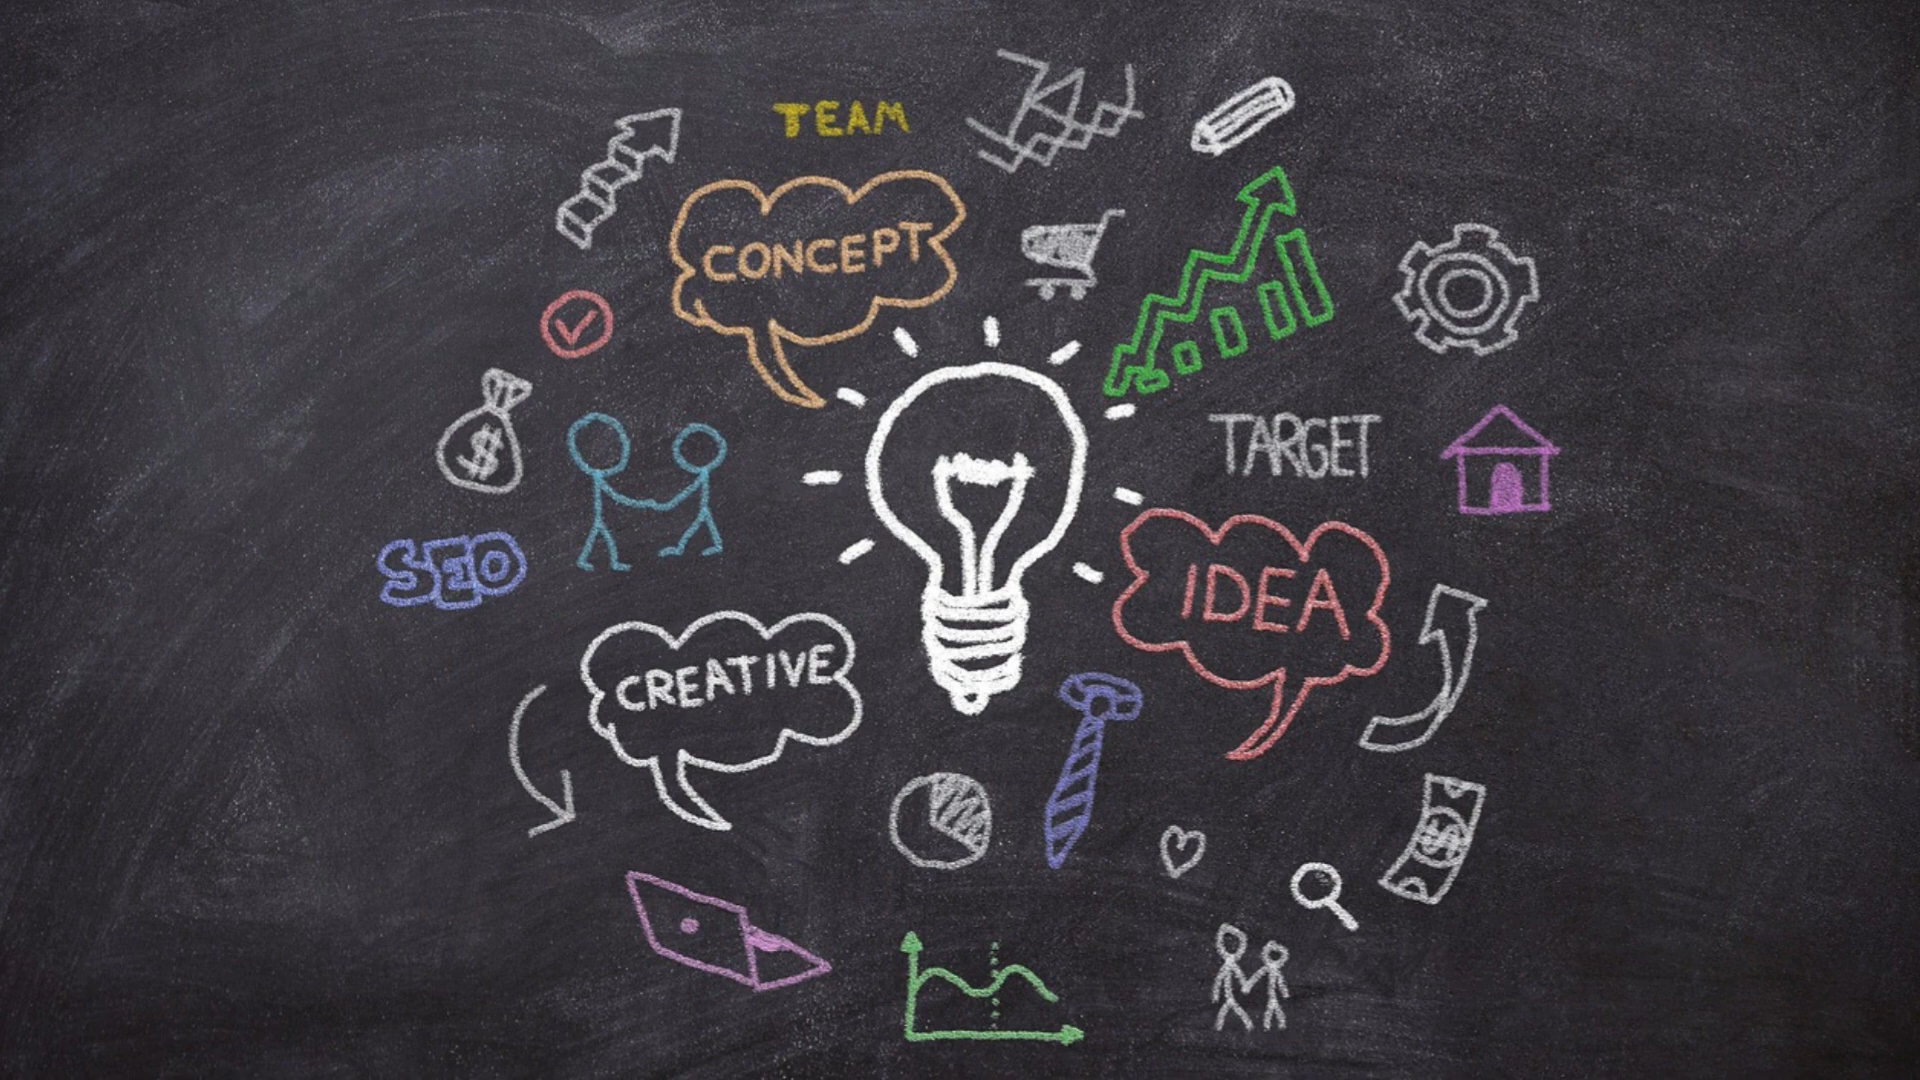 TEAM
CONCEPT
TARGET
$
SEO
IDEA
CREATIVE
$